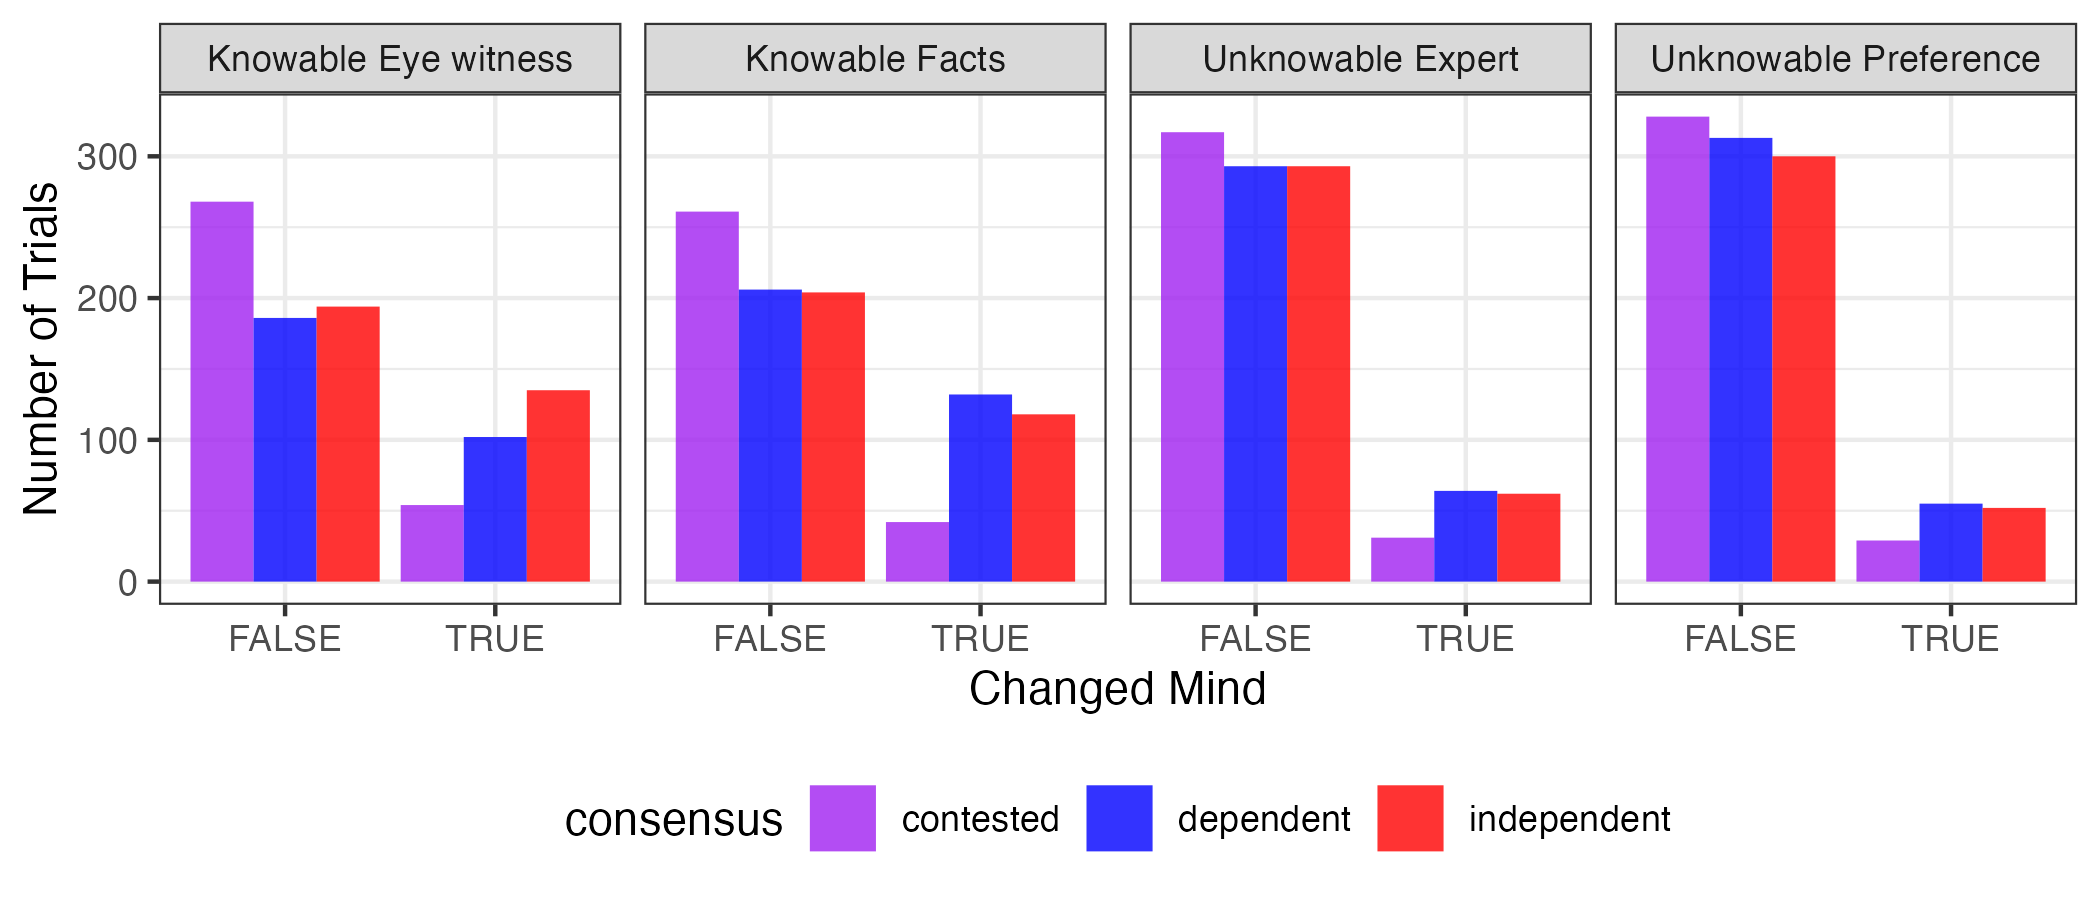 Knowable Eye witness Knowable Facts Unknowable Expert Unknowable Preference
Number of Trials
300
200
100
0
FALSE TRUE FALSE TRUE FALSE TRUE FALSE TRUE
Changed Mind
consensus contested dependent independent